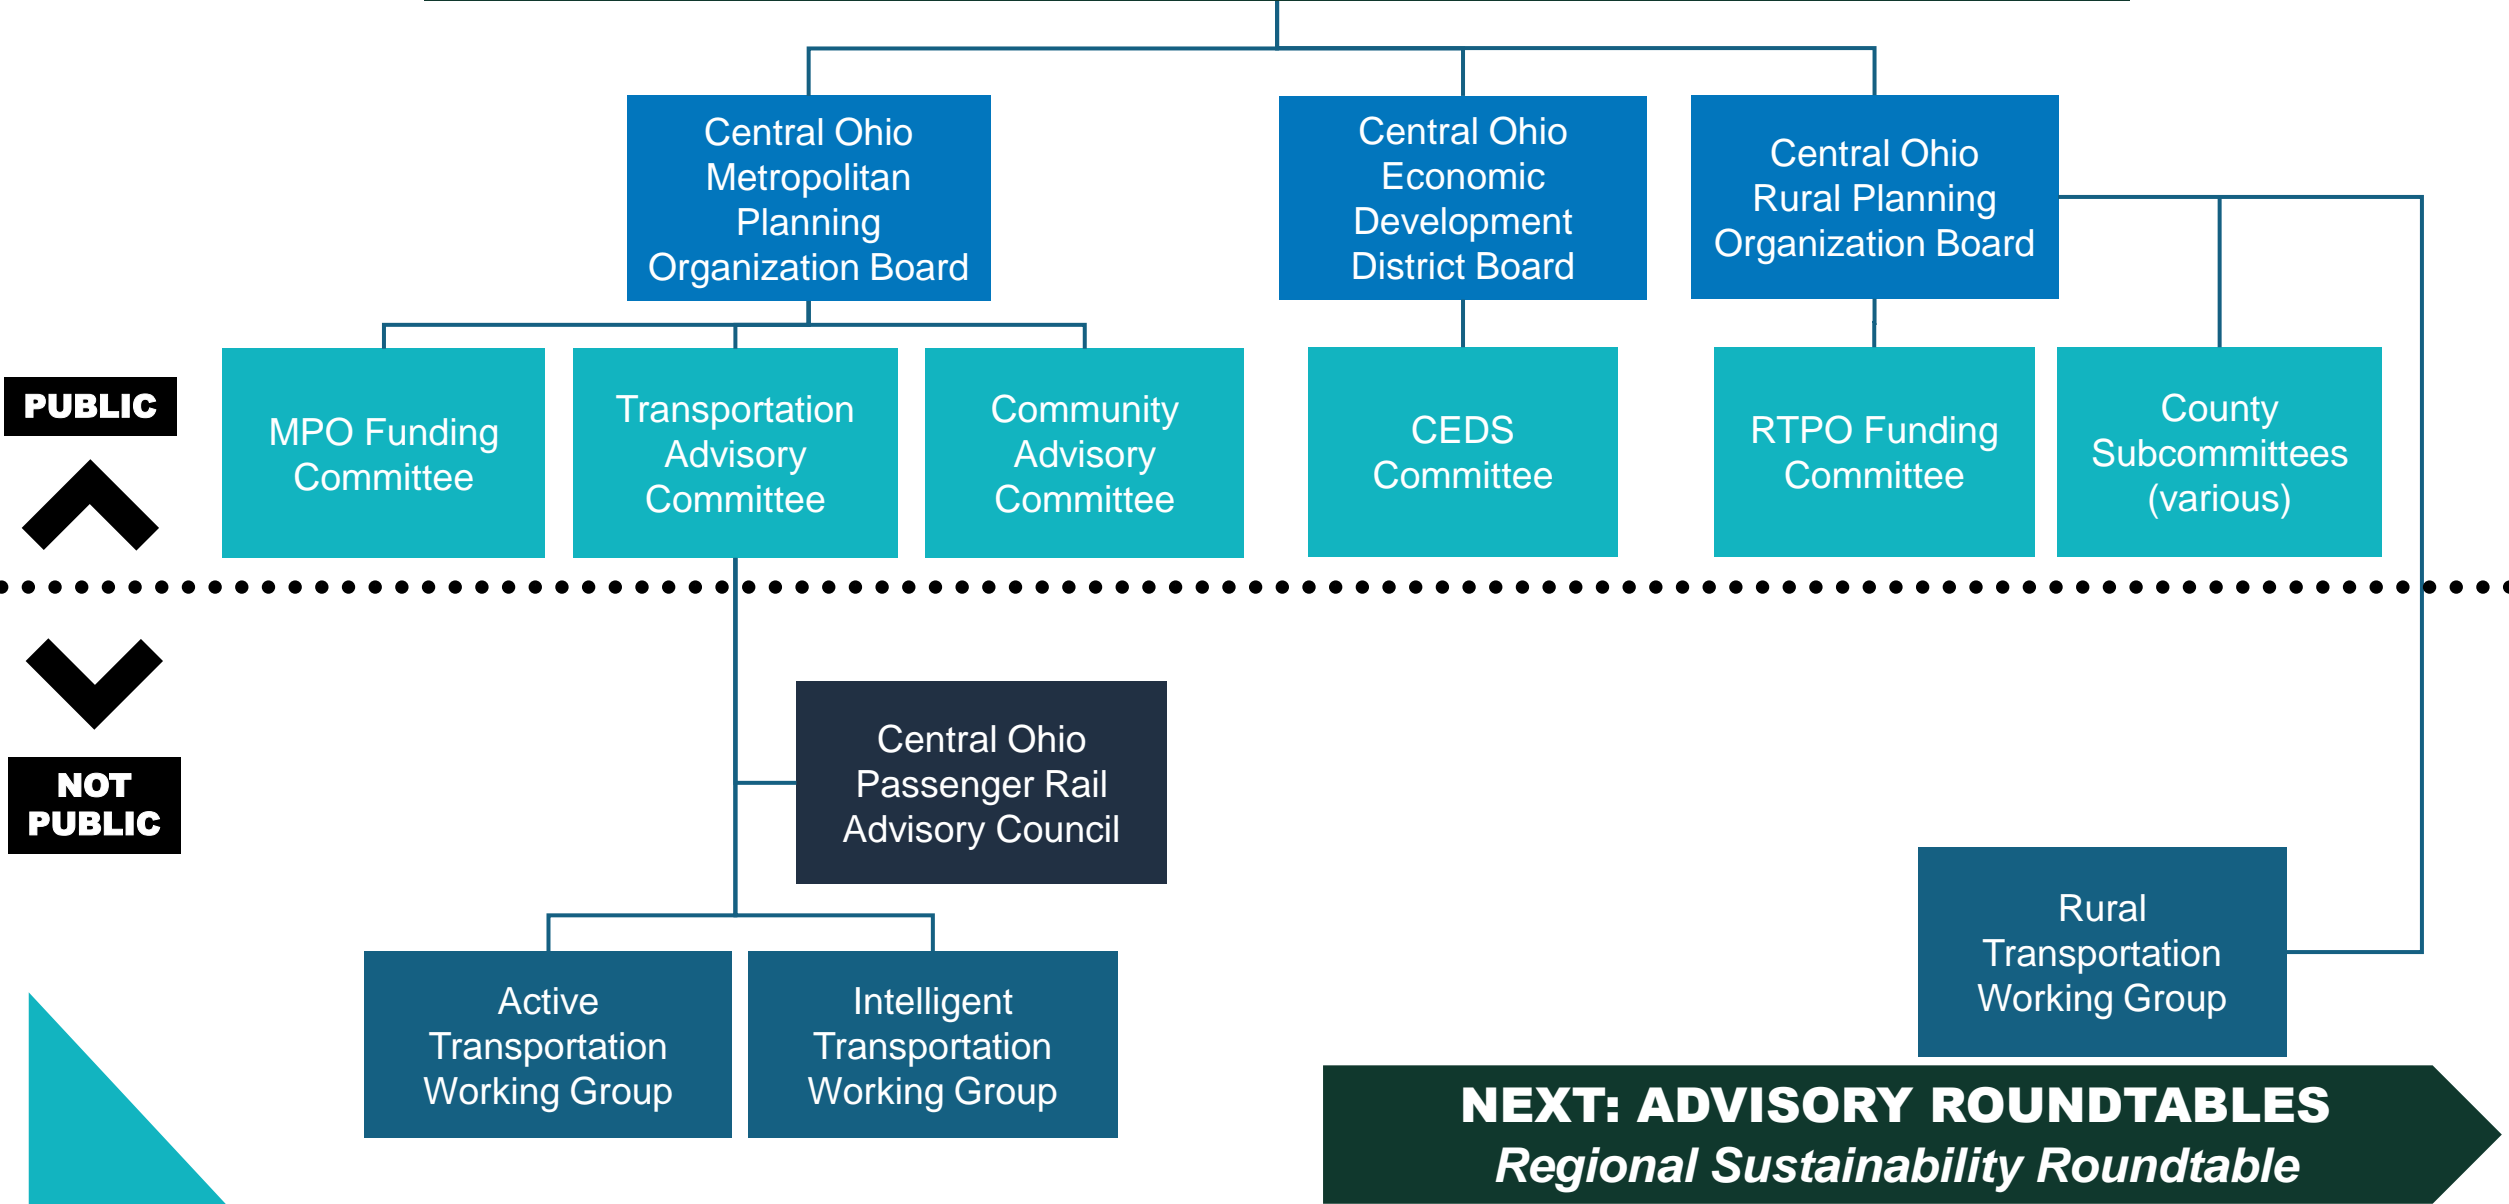 Central Ohio
Metropolitan
Planning
Organization Board
Central Ohio
Economic
Development
District Board
Central Ohio
Rural Planning
Organization Board
PUBLIC
MPO Funding
Committee
Transportation
Advisory
Committee
Community
Advisory
Committee
CEDS
Committee
RTPO Funding
Committee
County
Subcommittees
(various)
NOT
PUBLIC
Central Ohio
Passenger Rail
Advisory Council
Rural
Transportation
Working Group
Active
Transportation
Working Group
Intelligent
Transportation
Working Group
NEXT: ADVISORY ROUNDTABLES
Regional Sustainability Roundtable